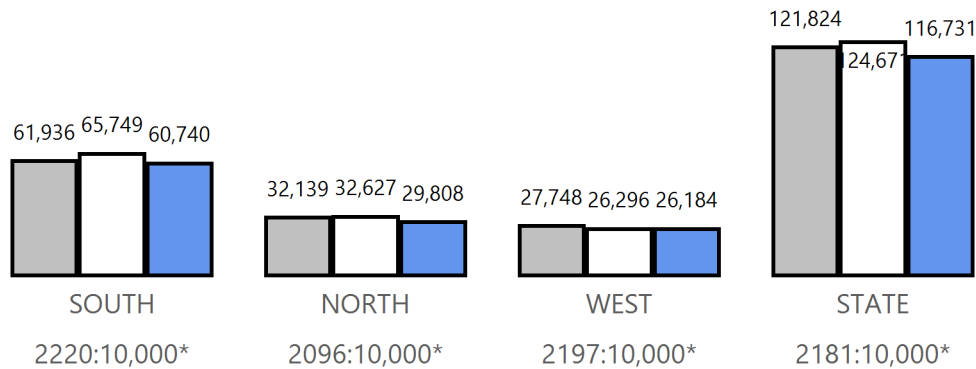 61,936 65,749 60,740
32,139 32,627 29,808
27,748 26,296 26,184
121,824 116,731
SOUTH NORTH WEST STATE
2220:10,000* 2096:10,000* 2197:10,000* 2181:10,000*